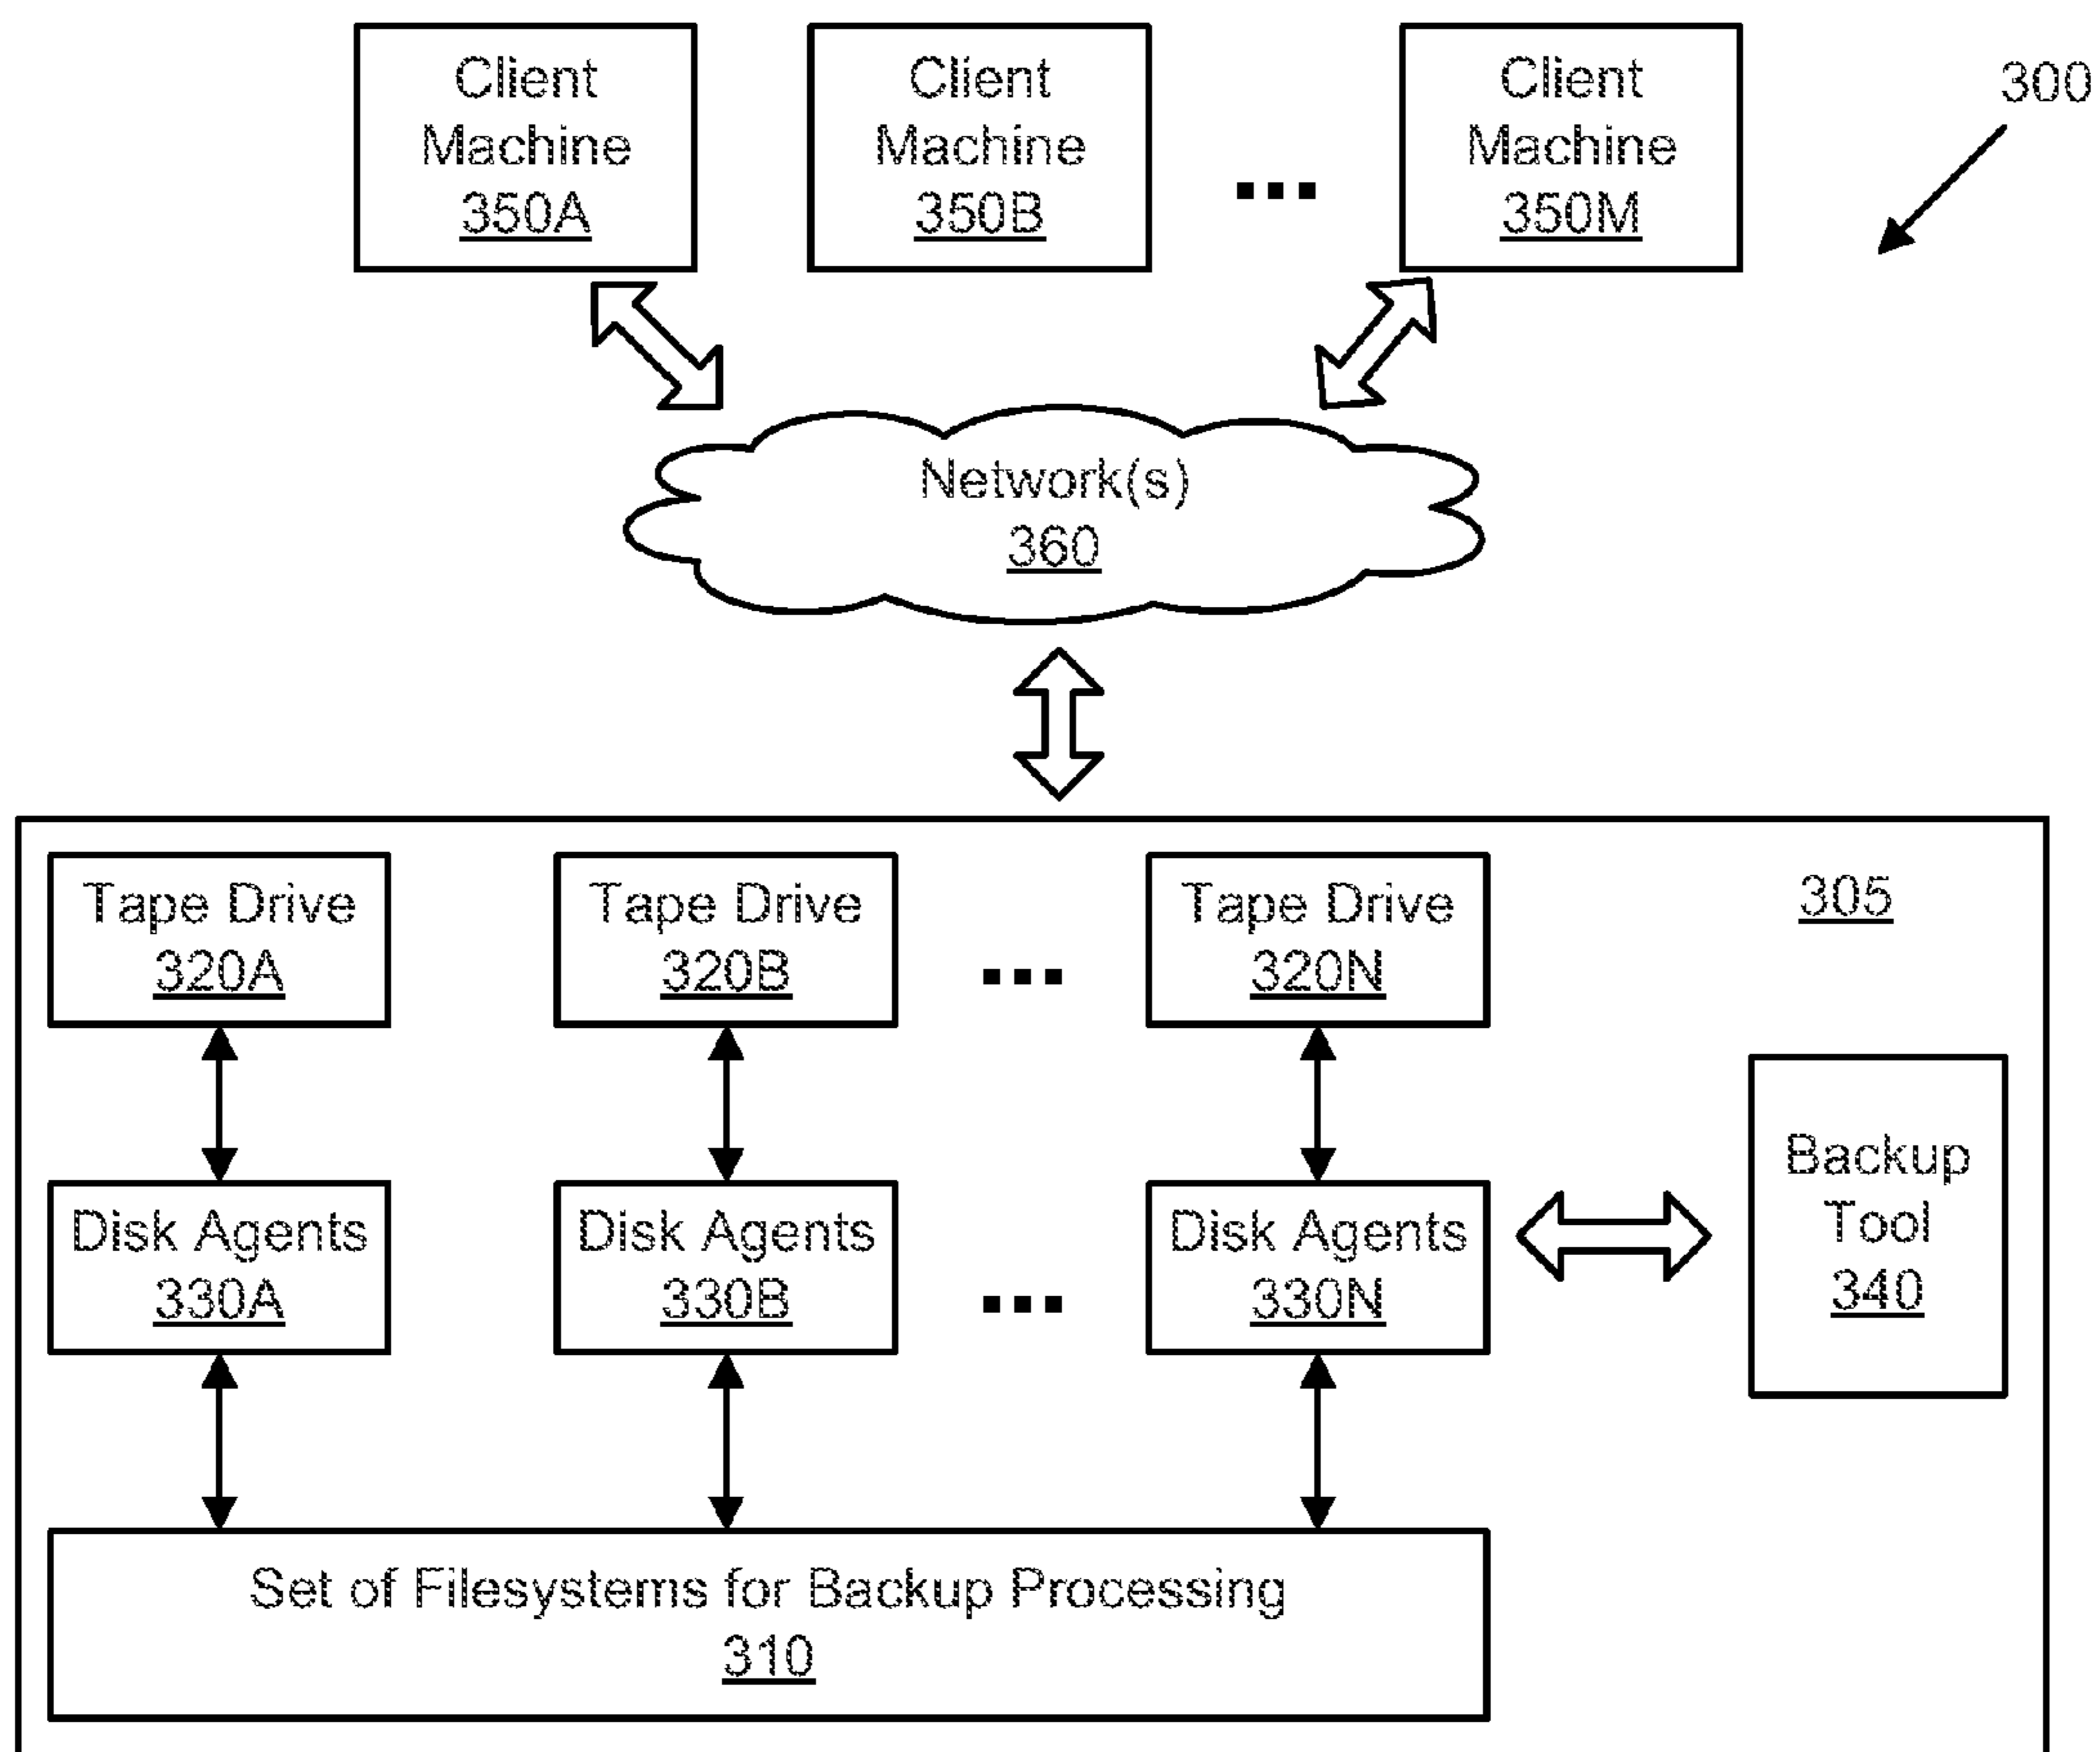 Client
Machine
350A
Client
Machine
350B
...
Client
Machine
350M
300
Network(s)
360
Tape Drive
320A
Tape Drive
320B
...
Tape Drive
320N
305
Disk Agents
330A
Disk Agents
330B
...
Disk Agents
330N
Backup
Tool
340
Set of Filesystems for Backup Processing
310